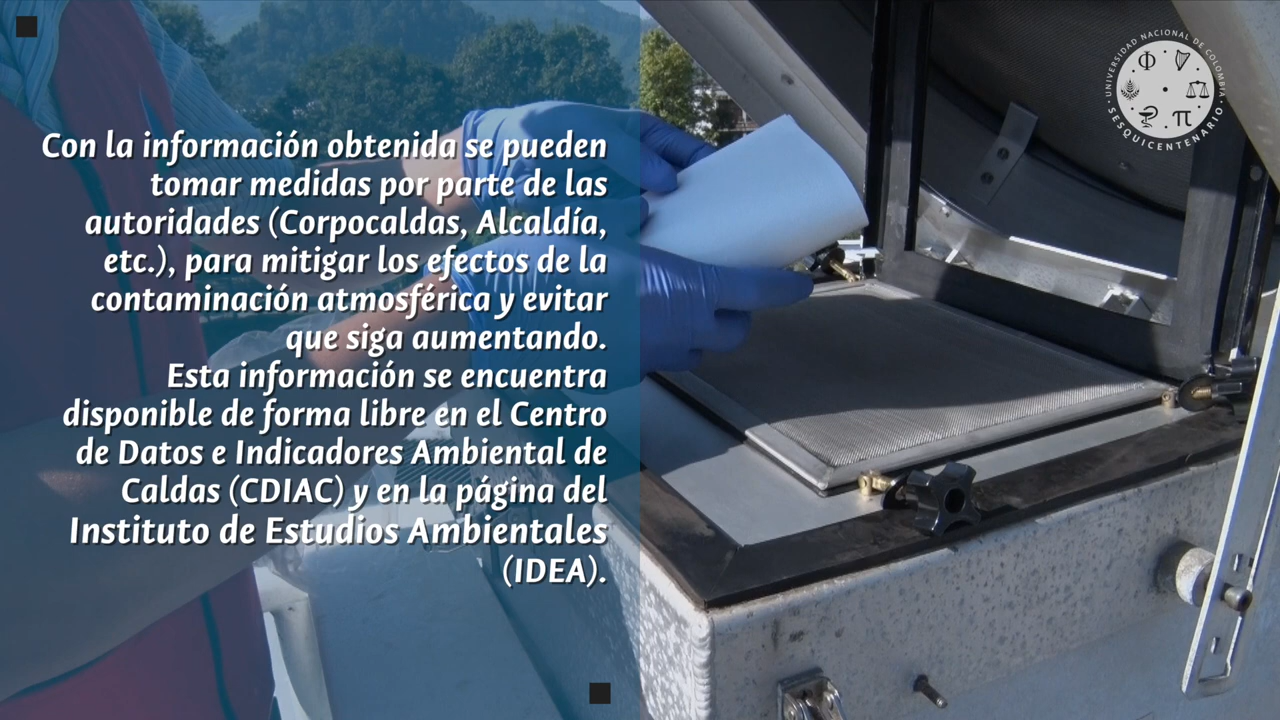 Con la información obtenida se pueden
tomar medidas por parte de las
autoridades (Corpocaldas, Alcaldía,
etc.), para mitigar los efectos de la
contaminación atmosférica y evitar
que siga aumentando.
Esta información se encuentra
disponible de forma libre en el Centro
de Datos e Indicadores Ambiental de
Caldas (CDIAC) y en la página del
Instituto de Estudios Ambientales
(IDEA).
· UNIVERSIDAD NACIONAL DE COLOMBIA ·
SESQUICENTENARIO
Φ
π